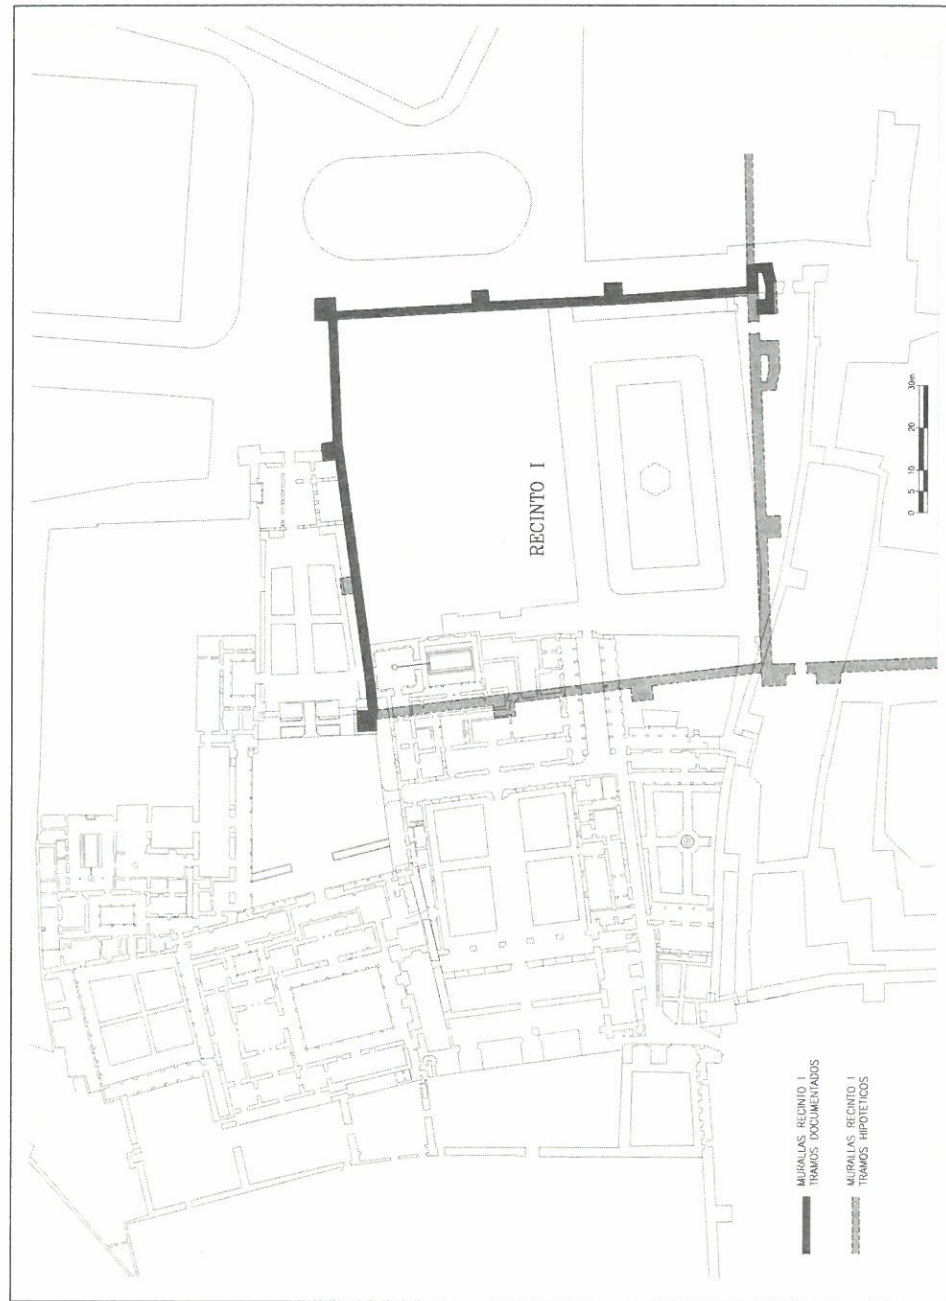 RECINTO I
0 5 10 20 30m
MURALLAS RECINTO I
TRAMOS DOCUMENTADOS
MURALLAS RECINTO I
TRAMOS HIPOTETICOS